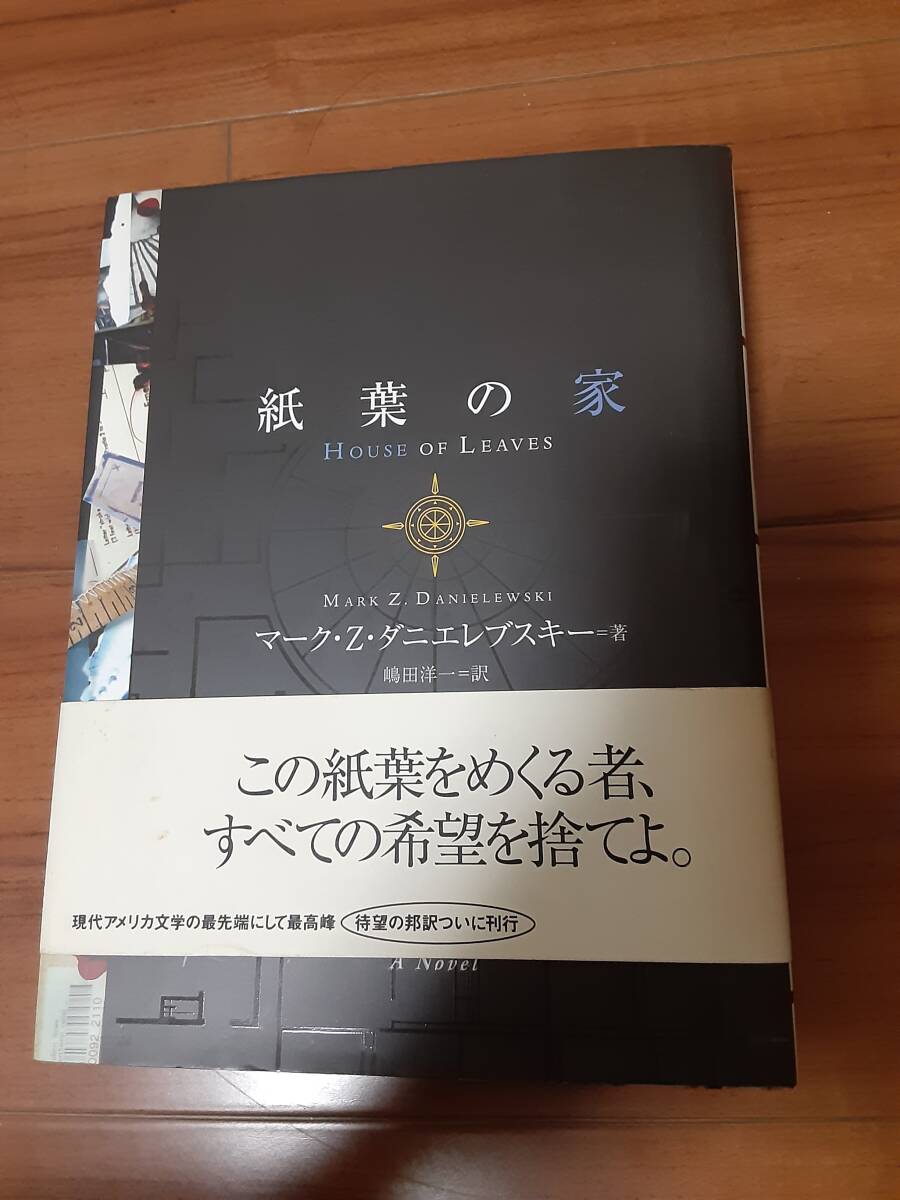 紙葉の家
HOUSE OF LEAVES
MARK Z. DANIELEWSKI
マーク・Z・ダニエレブスキー=著
嶋田洋一=訳
この紙葉をめくる者、
すべての希望を捨てよ。
現代アメリカ文学の最先端にして最高峰 待望の邦訳ついに刊行
A Novel
0092 2110